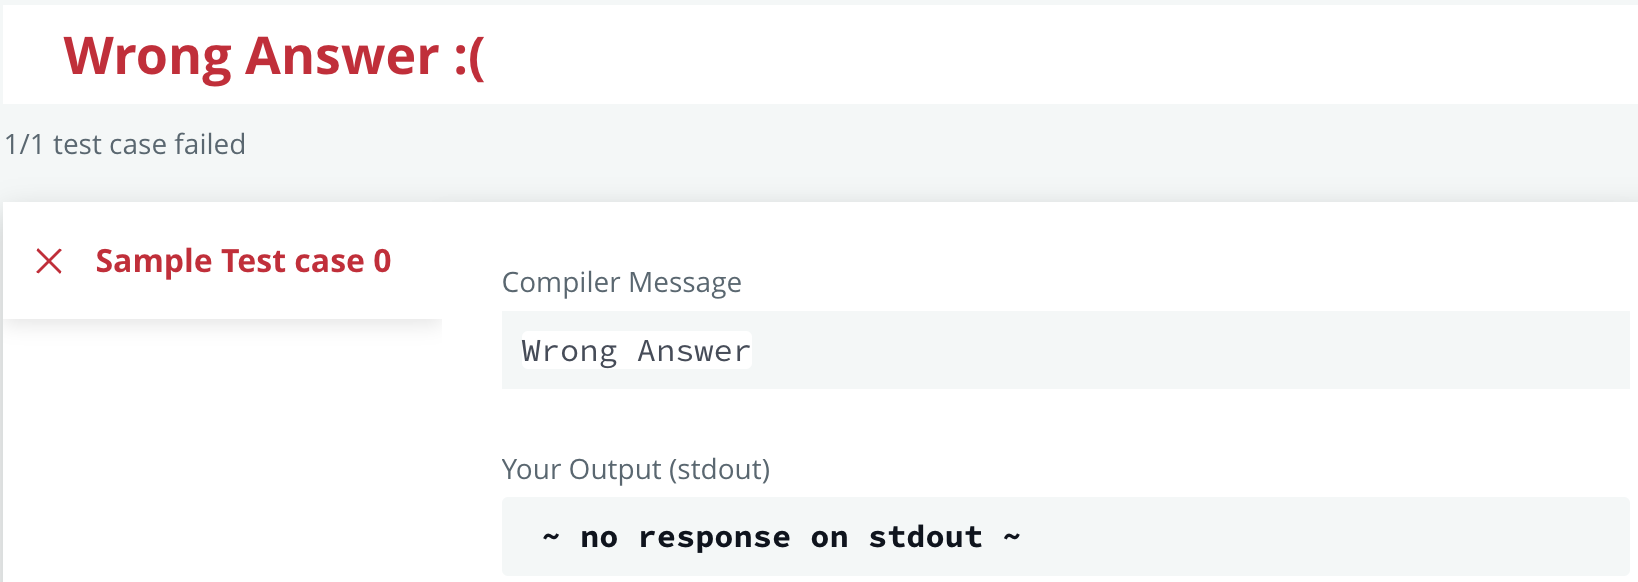 Wrong Answer :(
1/1 test case failed
Sample Test case 0
Compiler Message
Wrong Answer
Your Output (stdout)
~ no response on stdout ~